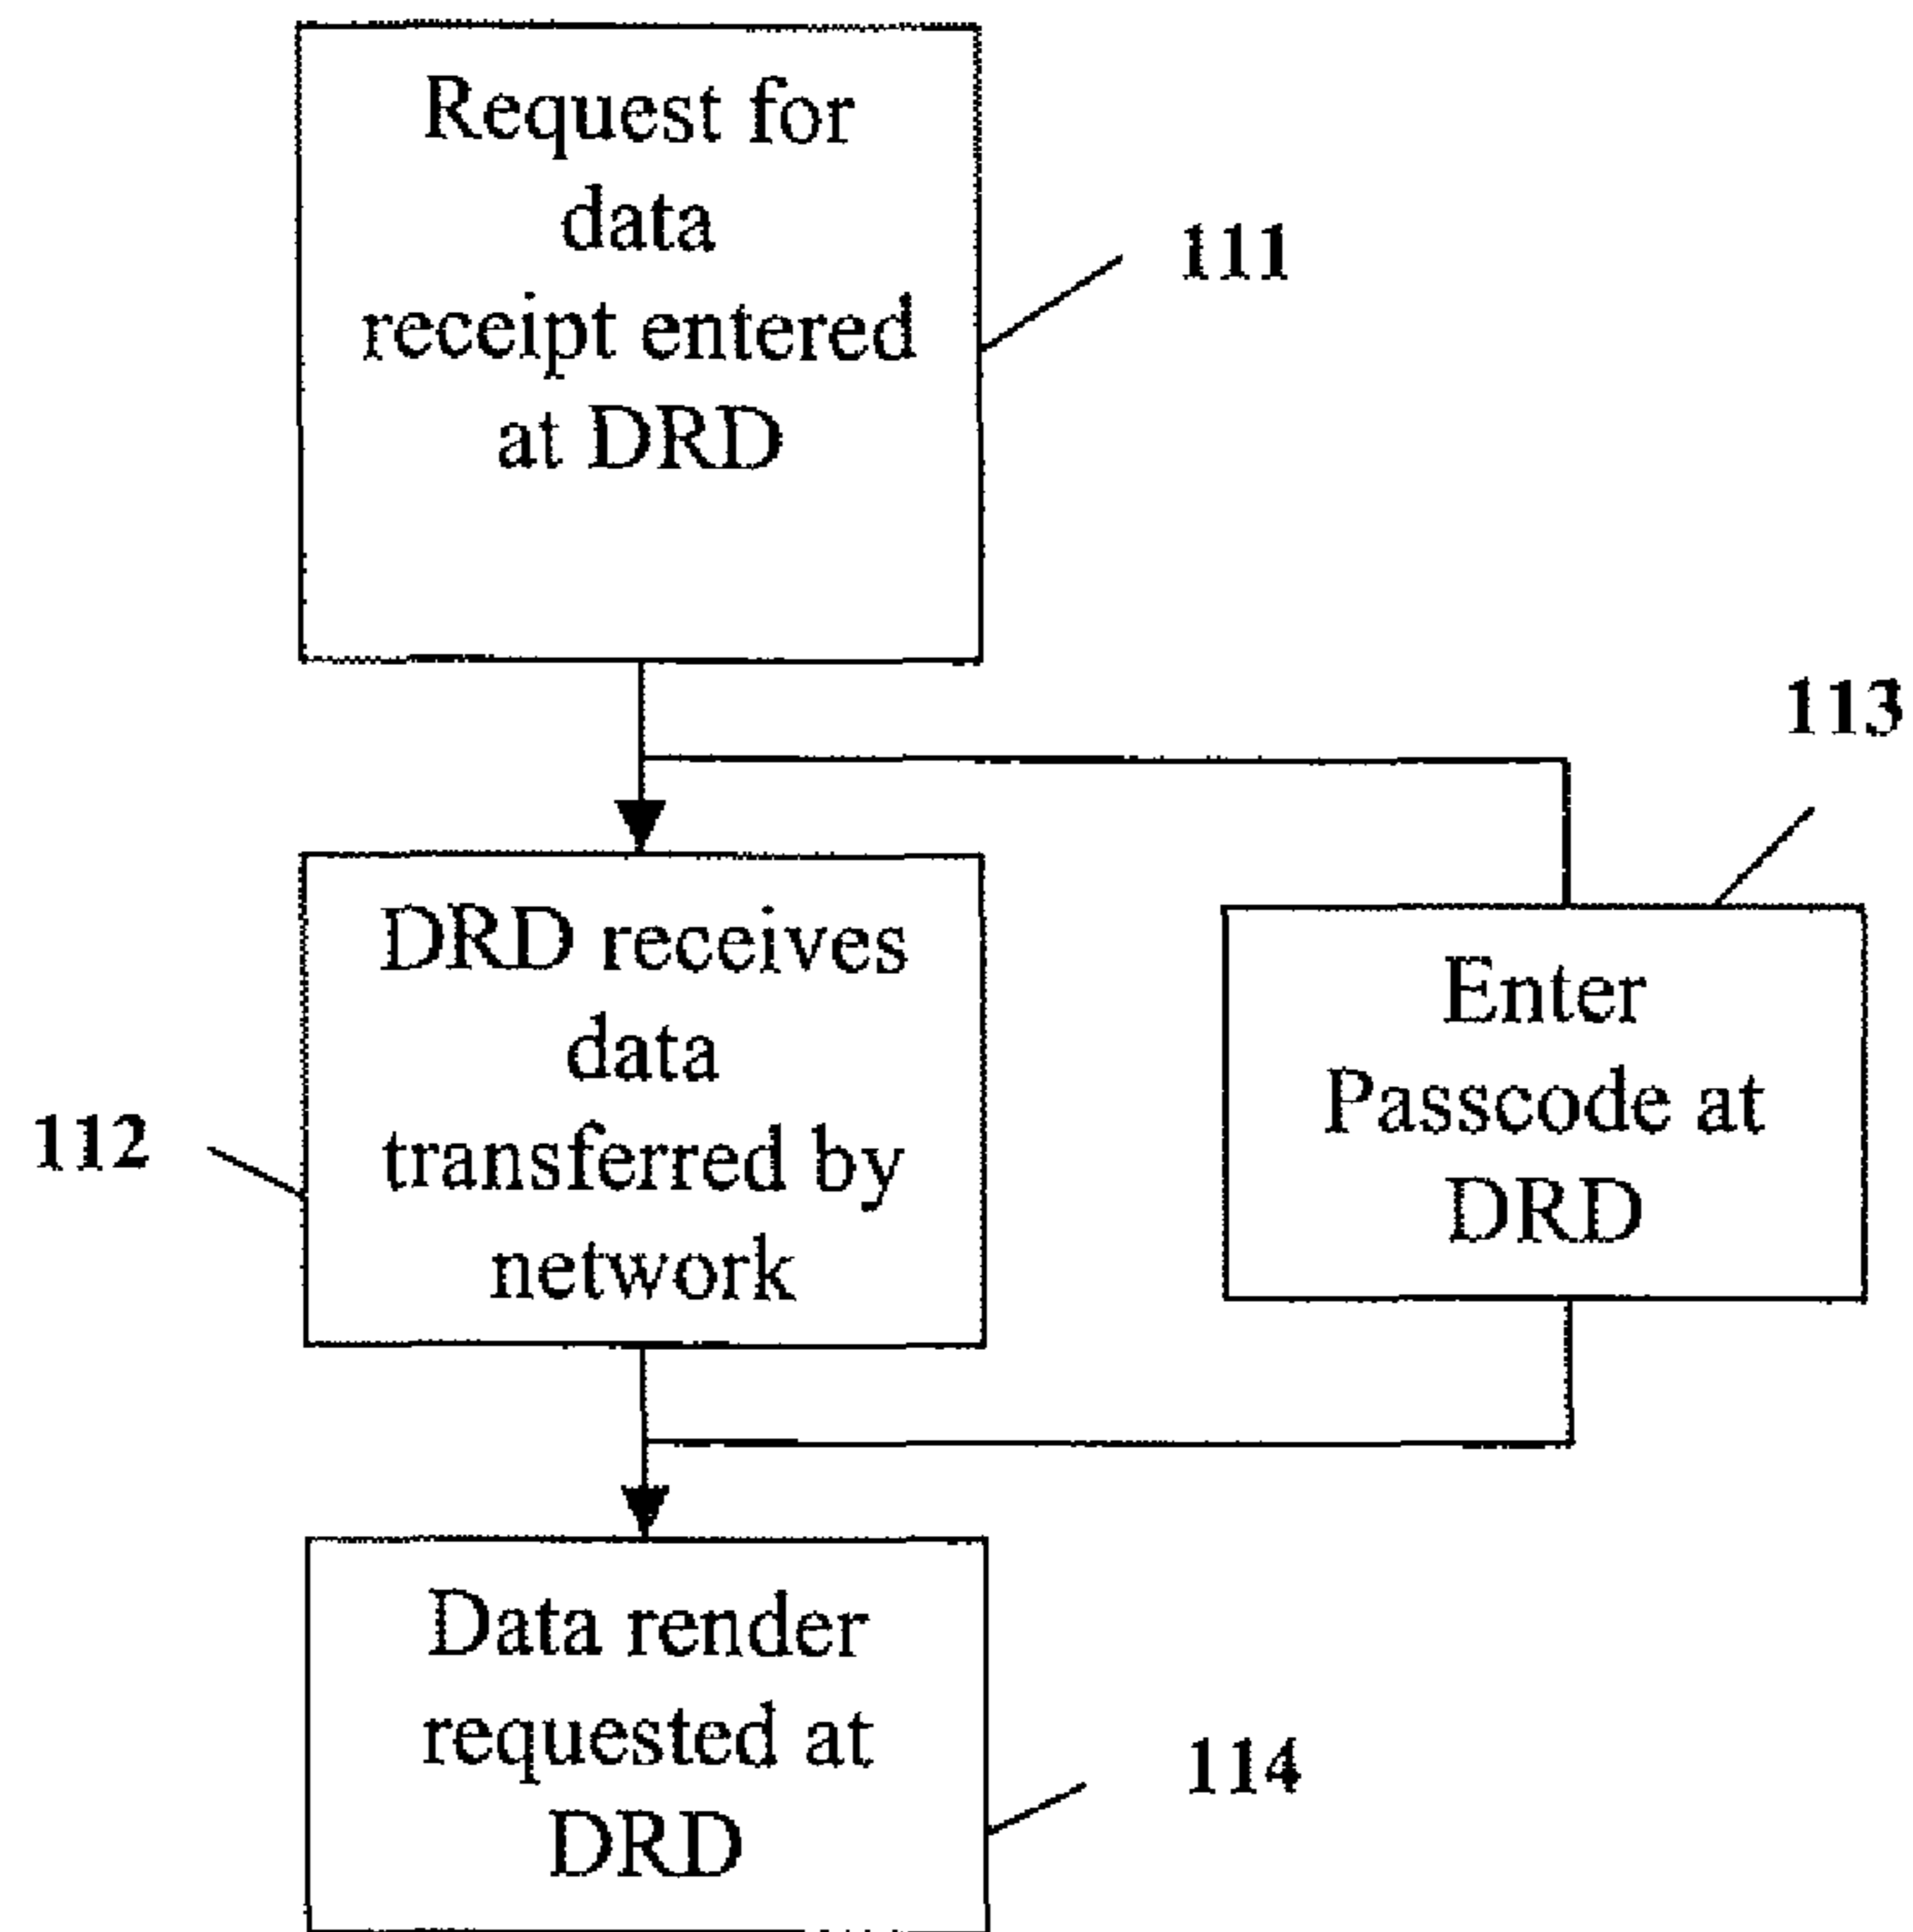 Request for
data
receipt entered
at DRD
111
113
DRD receives
data
transferred by
network
112
Enter
Passcode at
DRD
Data render
requested at
DRD
114